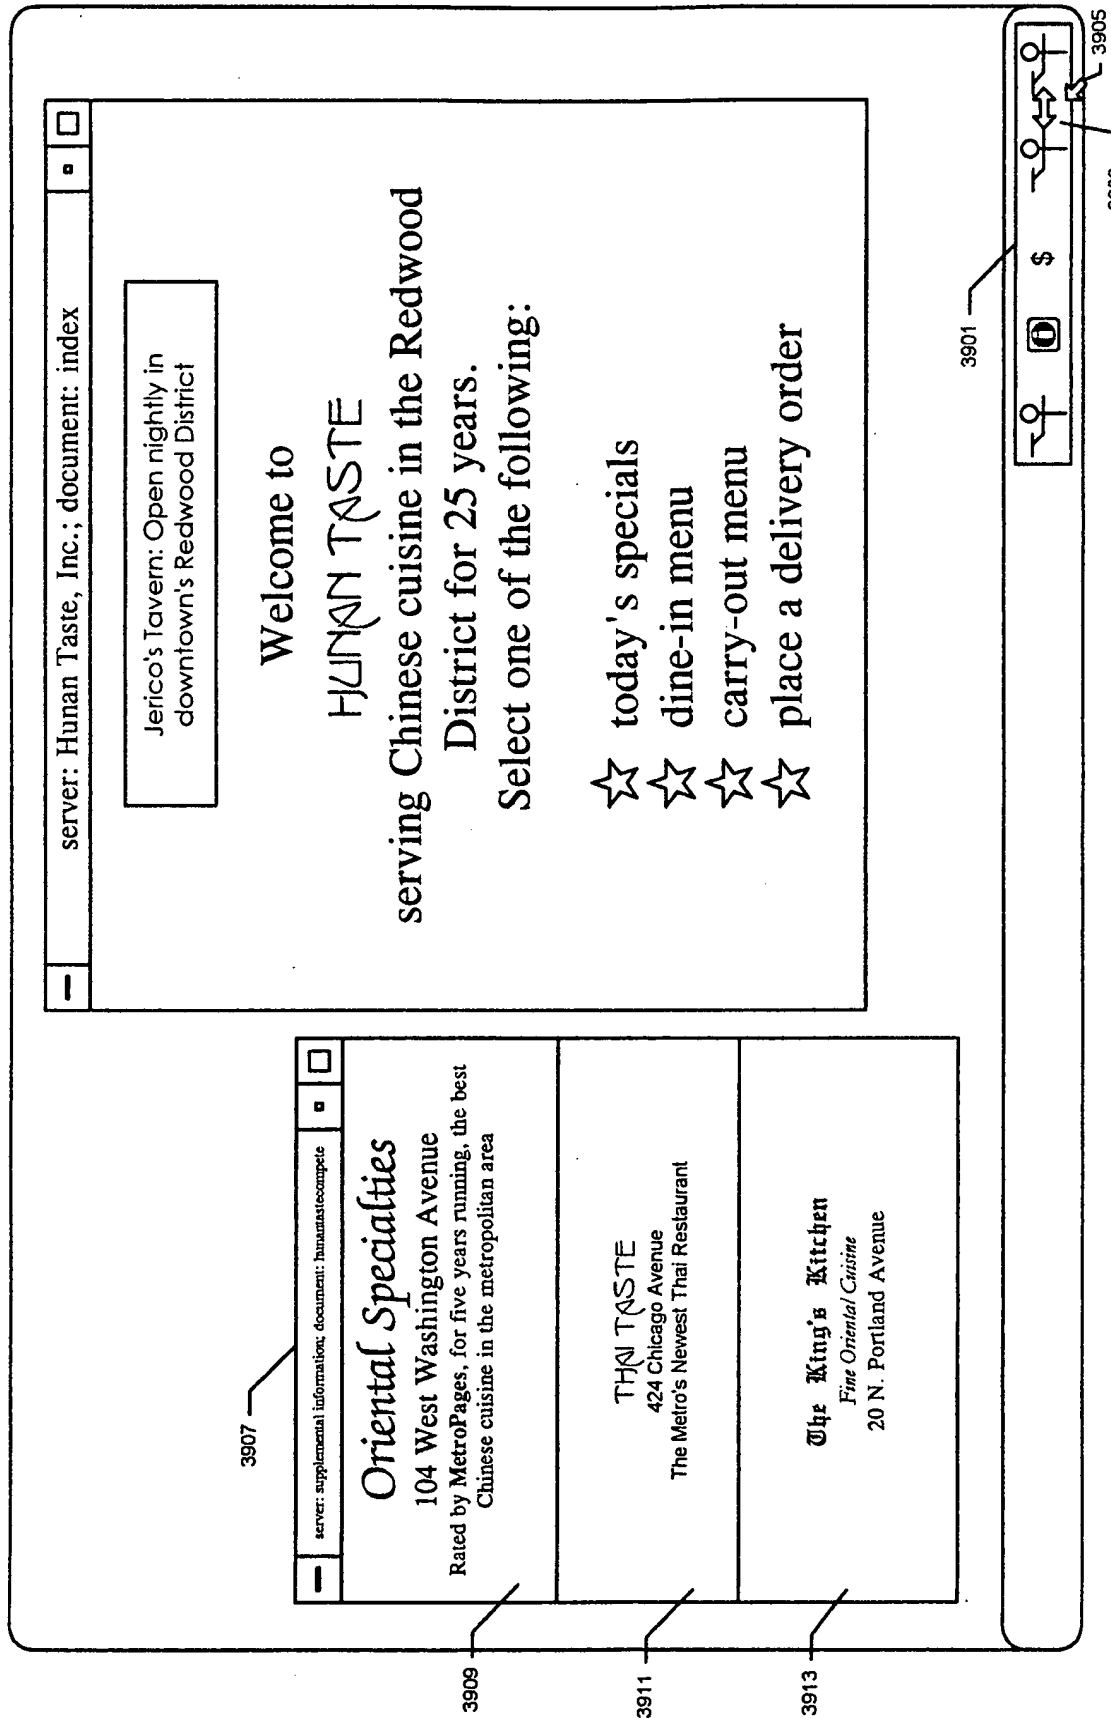 server: Hunan Taste, Inc.; document: index
Jerico's Tavern: Open nightly in
downtown's Redwood District
Welcome to
HUNAN TASTE
serving Chinese cuisine in the Redwood
District for 25 years.
Select one of the following:
☆ today's specials
☆ dine-in menu
☆ carry-out menu
☆ place a delivery order
3907
server: supplemental information; document: hunantastecompete
Oriental Specialties
104 West Washington Avenue
Rated by MetroPages, for five years running, the best
Chinese cuisine in the metropolitan area
3909
THAI TASTE
424 Chicago Avenue
The Metro's Newest Thai Restaurant
3911
The King's Kitchen
Fine Oriental Cuisine
20 N. Portland Avenue
3913
3901
$
3905